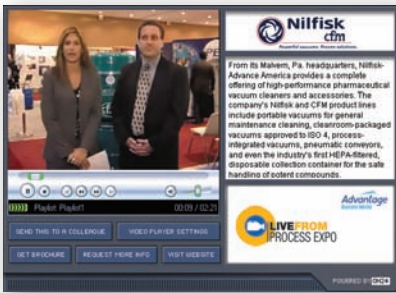 Nilfisk
cfm
Powerful vacuums. Proven solutions.
From its Malvern, Pa. headquarters, Nilfisk-
Advance America provides a complete
offering of high-performance pharmaceutical
vacuum cleaners and accessories. The
company's Nilfisk and CFM product lines
include portable vacuums for general
maintenance cleaning, cleanroom-packaged
vacuums approved to ISO 4, process-
integrated vacuums, pneumatic conveyors,
and even the industry's first HEPA-filtered,
disposable collection container for the safe
handling of potent compounds.
Playlist: Playlist1
00:09 / 02:21
SEND THIS TO A COLLEAGUE
VIDEO PLAYER SETTINGS
GET BROCHURE
REQUEST MORE INFO
VISIT WEBSITE
Advantage
Business Media
LIVE FROM
PROCESS EXPO
POWERED BY